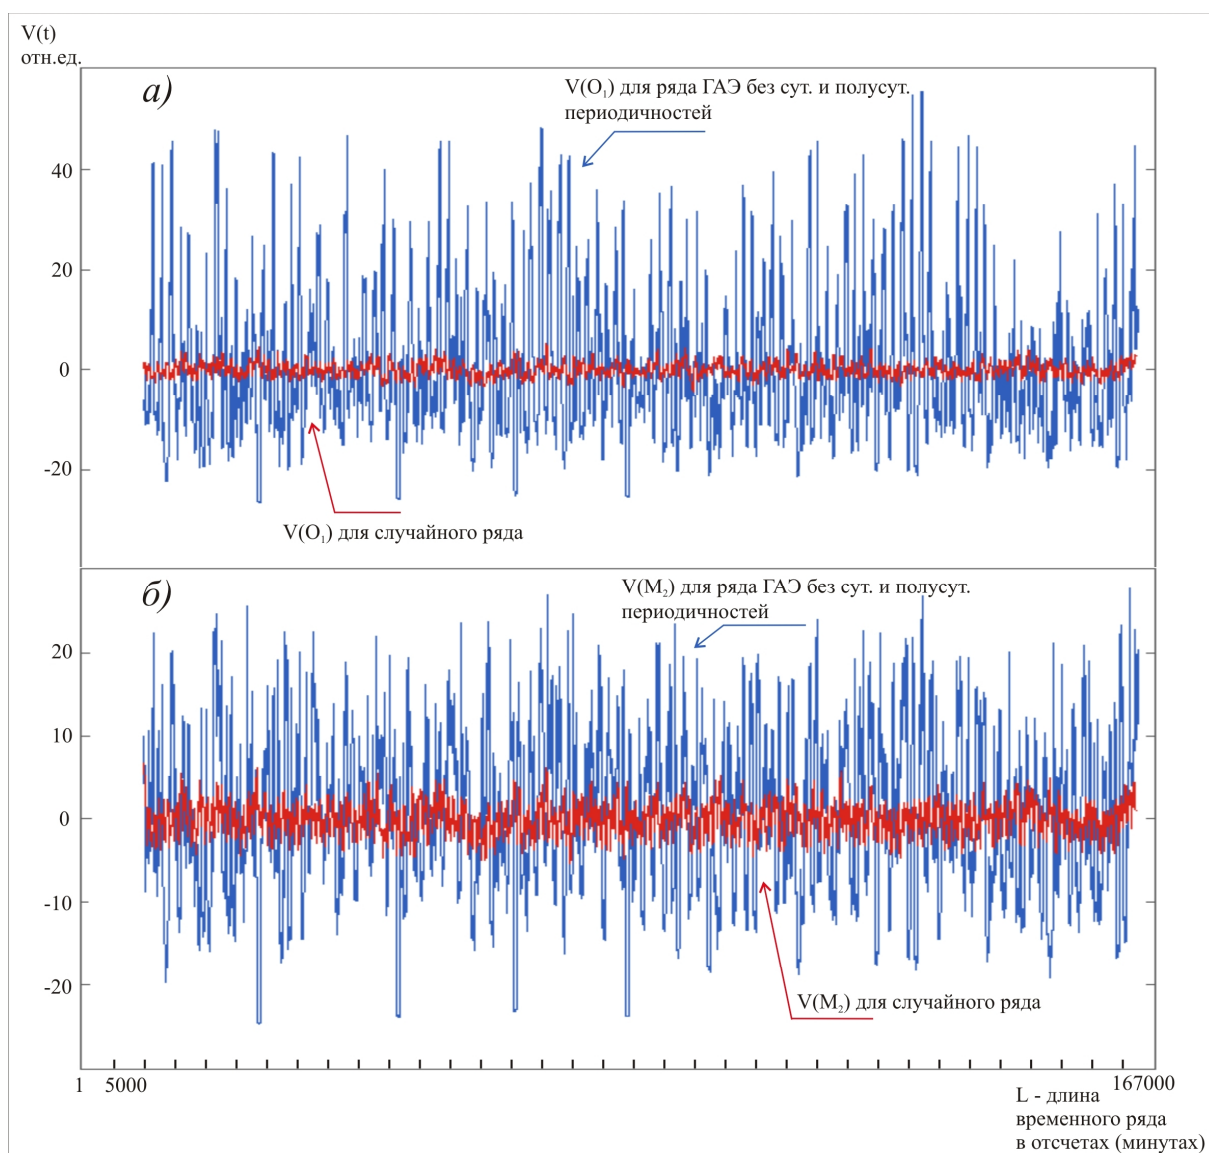 V(t)
отн.ед.
а)
V(O₁) для ряда ГАЭ без сут. и полусут.
периодичностей
40
20
0
-20
V(O₁) для случайного ряда
б)
V(M₂) для ряда ГАЭ без сут. и полусут.
периодичностей
20
10
0
-10
-20
V(M₂) для случайного ряда
1 5000 167000
L - длина
временного ряда
в отсчетах (минутах)